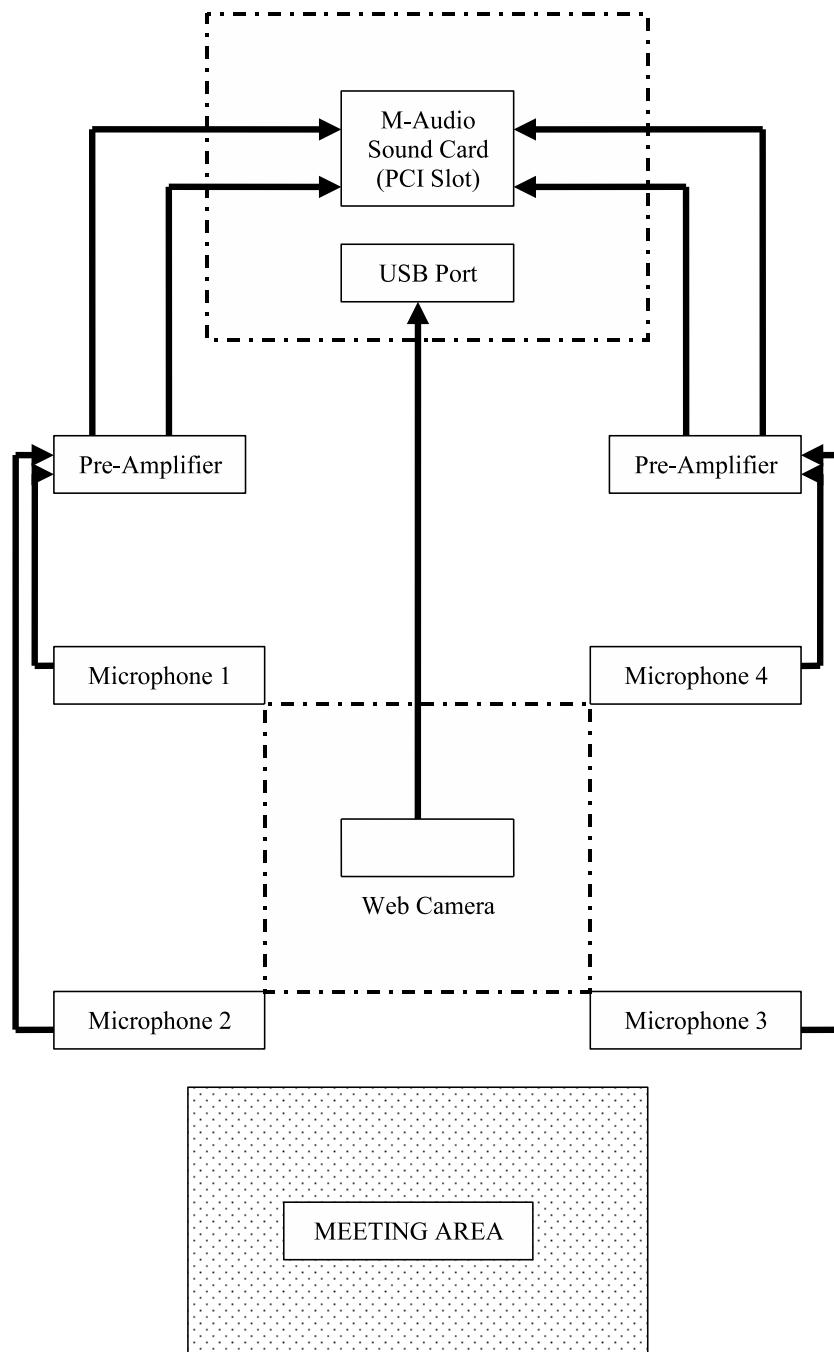 M-Audio
Sound Card
(PCI Slot)
USB Port
Pre-Amplifier
Pre-Amplifier
Microphone 1
Microphone 4
Web Camera
Microphone 2
Microphone 3
MEETING AREA